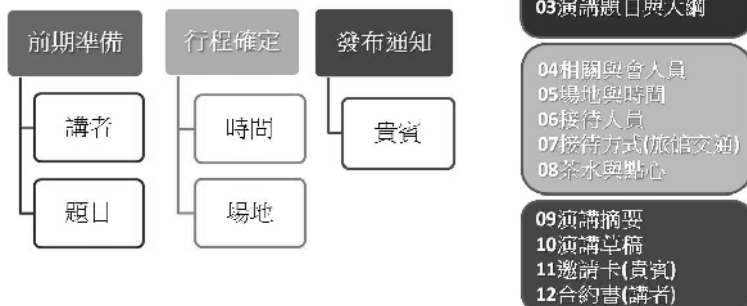 前期準備
講者
題目
行程確定
時間
場地
發布通知
貴賓
03演講題目與大綱
04相關與會人員
05場地與時間
06接待人員
07接待方式(旅館交通)
08茶水與點心
09演講摘要
10演講草稿
11邀請卡(貴賓)
12合約書(講者)